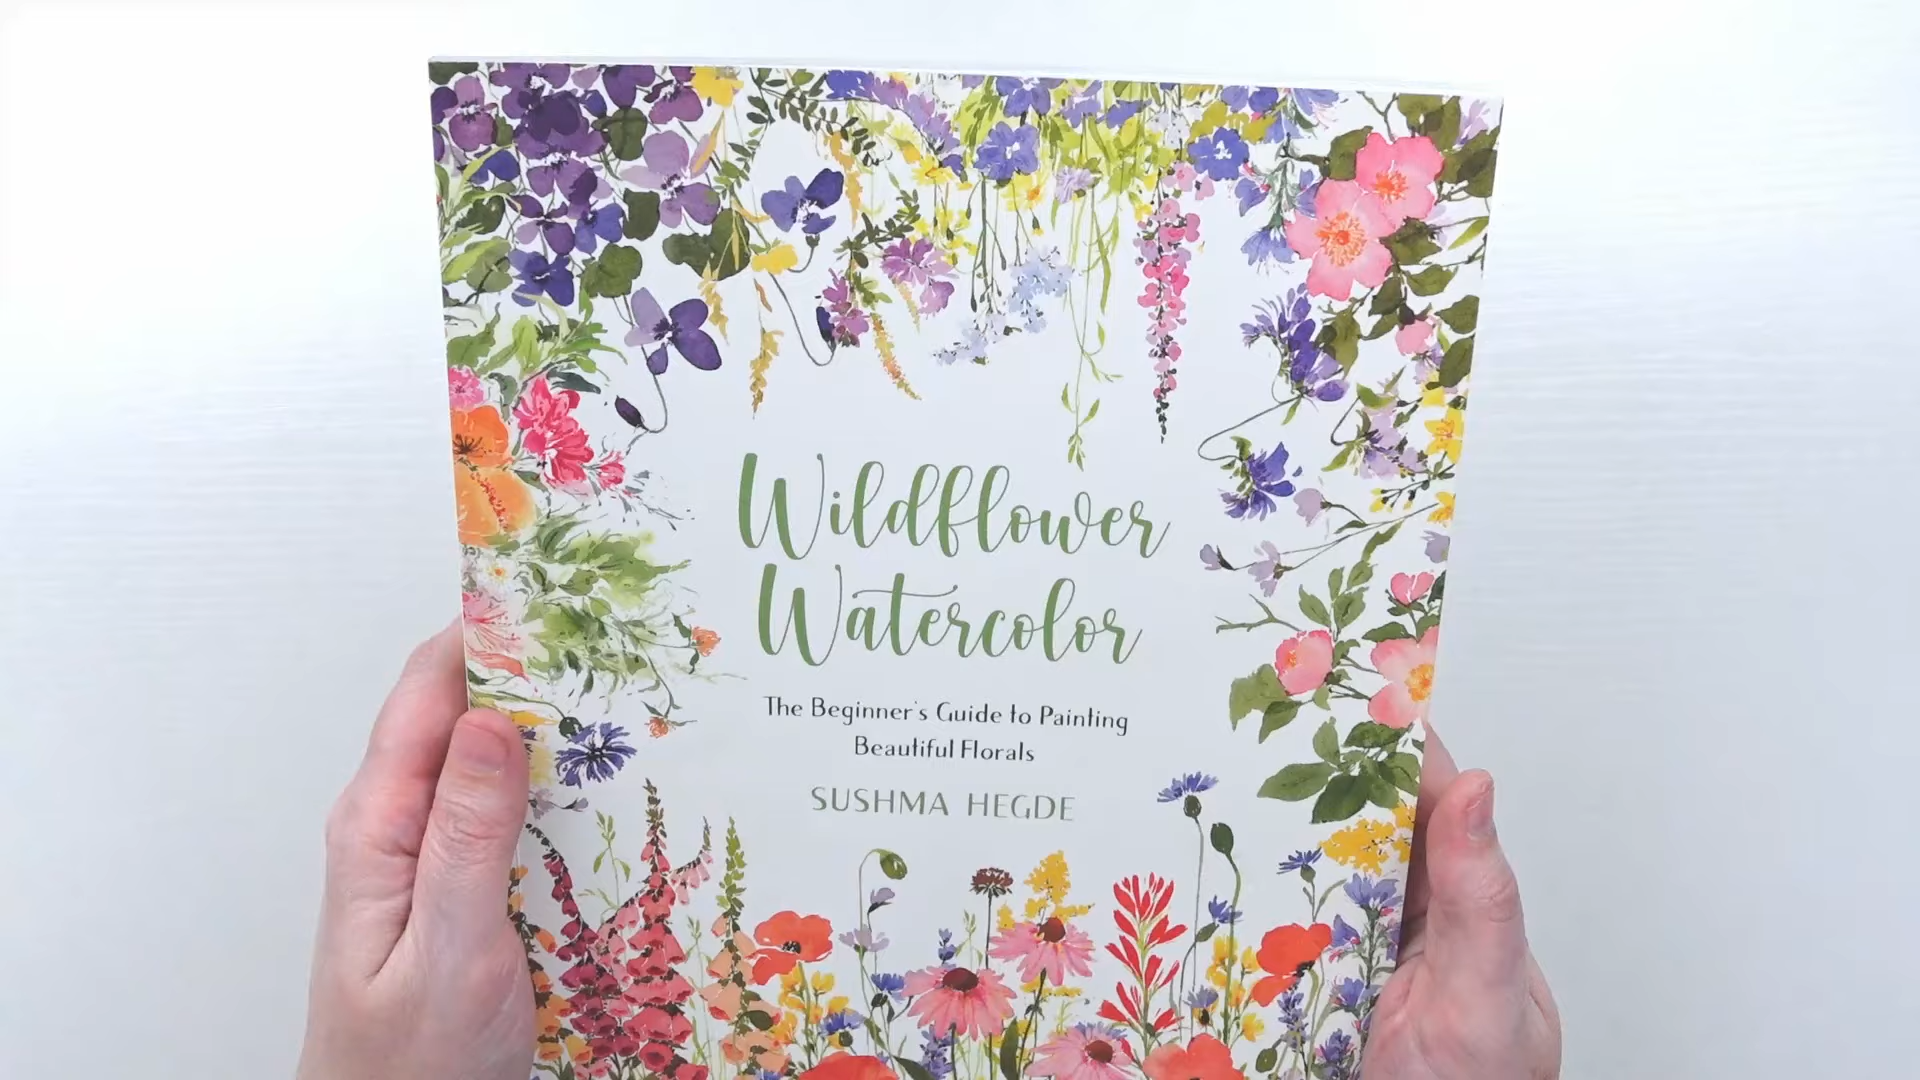 Wildflower
Watercolor
The Beginner's Guide to Painting
Beautiful Florals
SUSHMA HEGDE